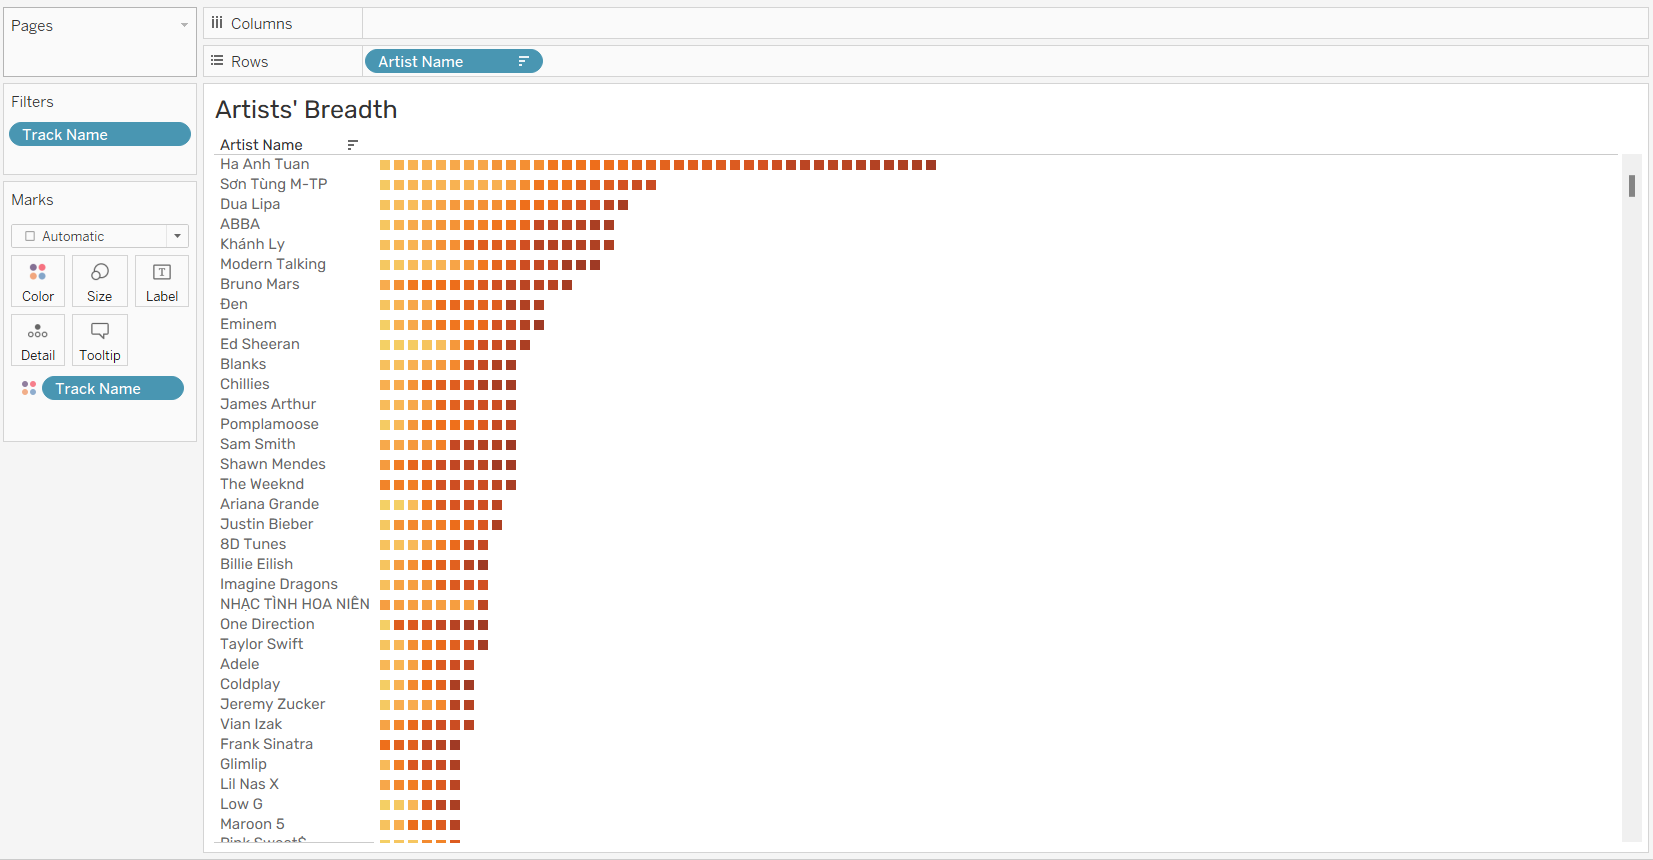 Pages
Columns
Rows
Artist Name
Filters
Track Name
Marks
Automatic
Color
Size
Label
Detail
Tooltip
Track Name
Artists' Breadth
Artist Name
Ha Anh Tuan
Sơn Tùng M-TP
Dua Lipa
ABBA
Khánh Ly
Modern Talking
Bruno Mars
Đen
Eminem
Ed Sheeran
Blanks
Chillies
James Arthur
Pomplamoose
Sam Smith
Shawn Mendes
The Weeknd
Ariana Grande
Justin Bieber
8D Tunes
Billie Eilish
Imagine Dragons
NHẠC TÌNH HOA NIÊN
One Direction
Taylor Swift
Adele
Coldplay
Jeremy Zucker
Vian Izak
Frank Sinatra
Glimlip
Lil Nas X
Low G
Maroon 5
Pink Sweat$